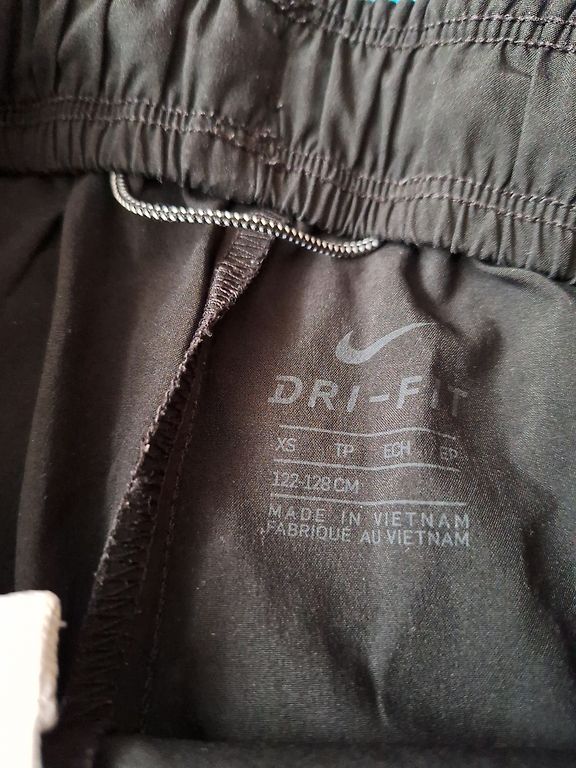 DRI-FIT
XS TP ECH EP
122-128 CM
MADE IN VIETNAM
FABRIQUÉ AU VIETNAM